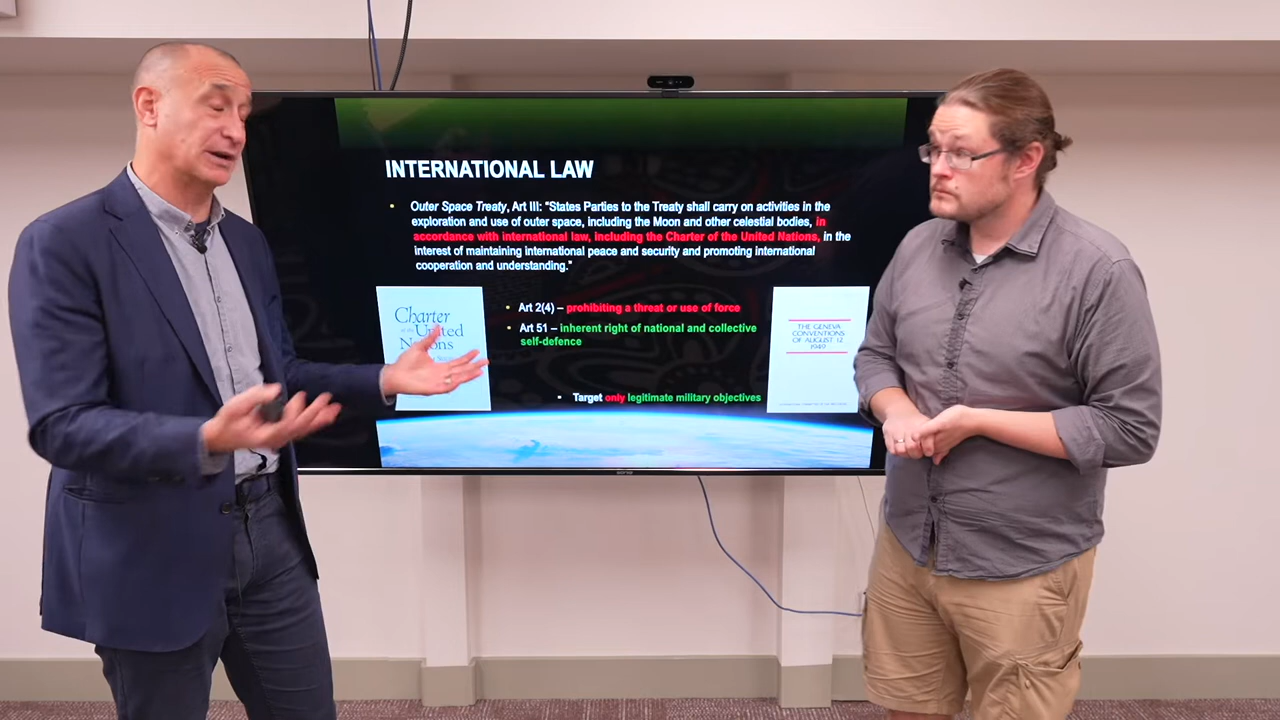 INTERNATIONAL LAW
• Outer Space Treaty, Art III: "States Parties to the Treaty shall carry on activities in the
exploration and use of outer space, including the Moon and other celestial bodies, in
accordance with international law, including the Charter of the United Nations, in the
interest of maintaining international peace and security and promoting international
cooperation and understanding."
Charter
of the United
Nations
• Art 2(4) – prohibiting a threat or use of force
• Art 51 – inherent right of national and collective
self-defence
• Target only legitimate military objectives
THE GENEVA
CONVENTIONS
OF AUGUST 12
1949
SONY